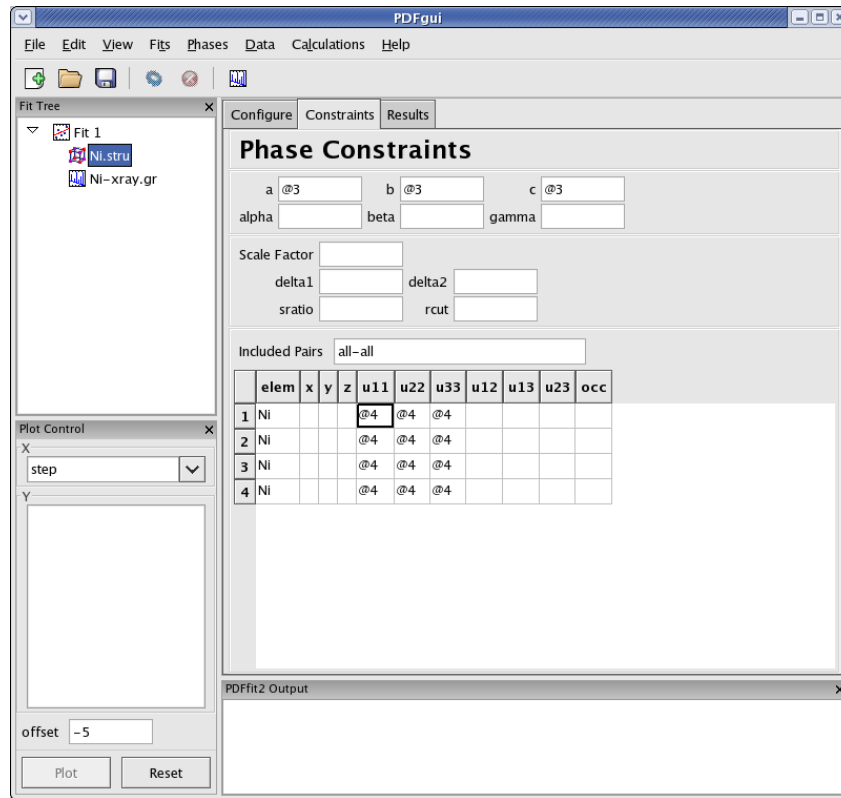 PDFgui
File Edit View Fits Phases Data Calculations Help
Fit Tree
Fit 1
Ni.stru
Ni-xray.gr
Plot Control
X
step
Y
offset -5
Plot Reset
Configure Constraints Results
Phase Constraints
a @3 b @3 c @3
alpha beta gamma
Scale Factor
delta1 delta2
sratio rcut
Included Pairs all-all
elem x y z u11 u22 u33 u12 u13 u23 occ
1 Ni @4 @4 @4
2 Ni @4 @4 @4
3 Ni @4 @4 @4
4 Ni @4 @4 @4
PDFfit2 Output